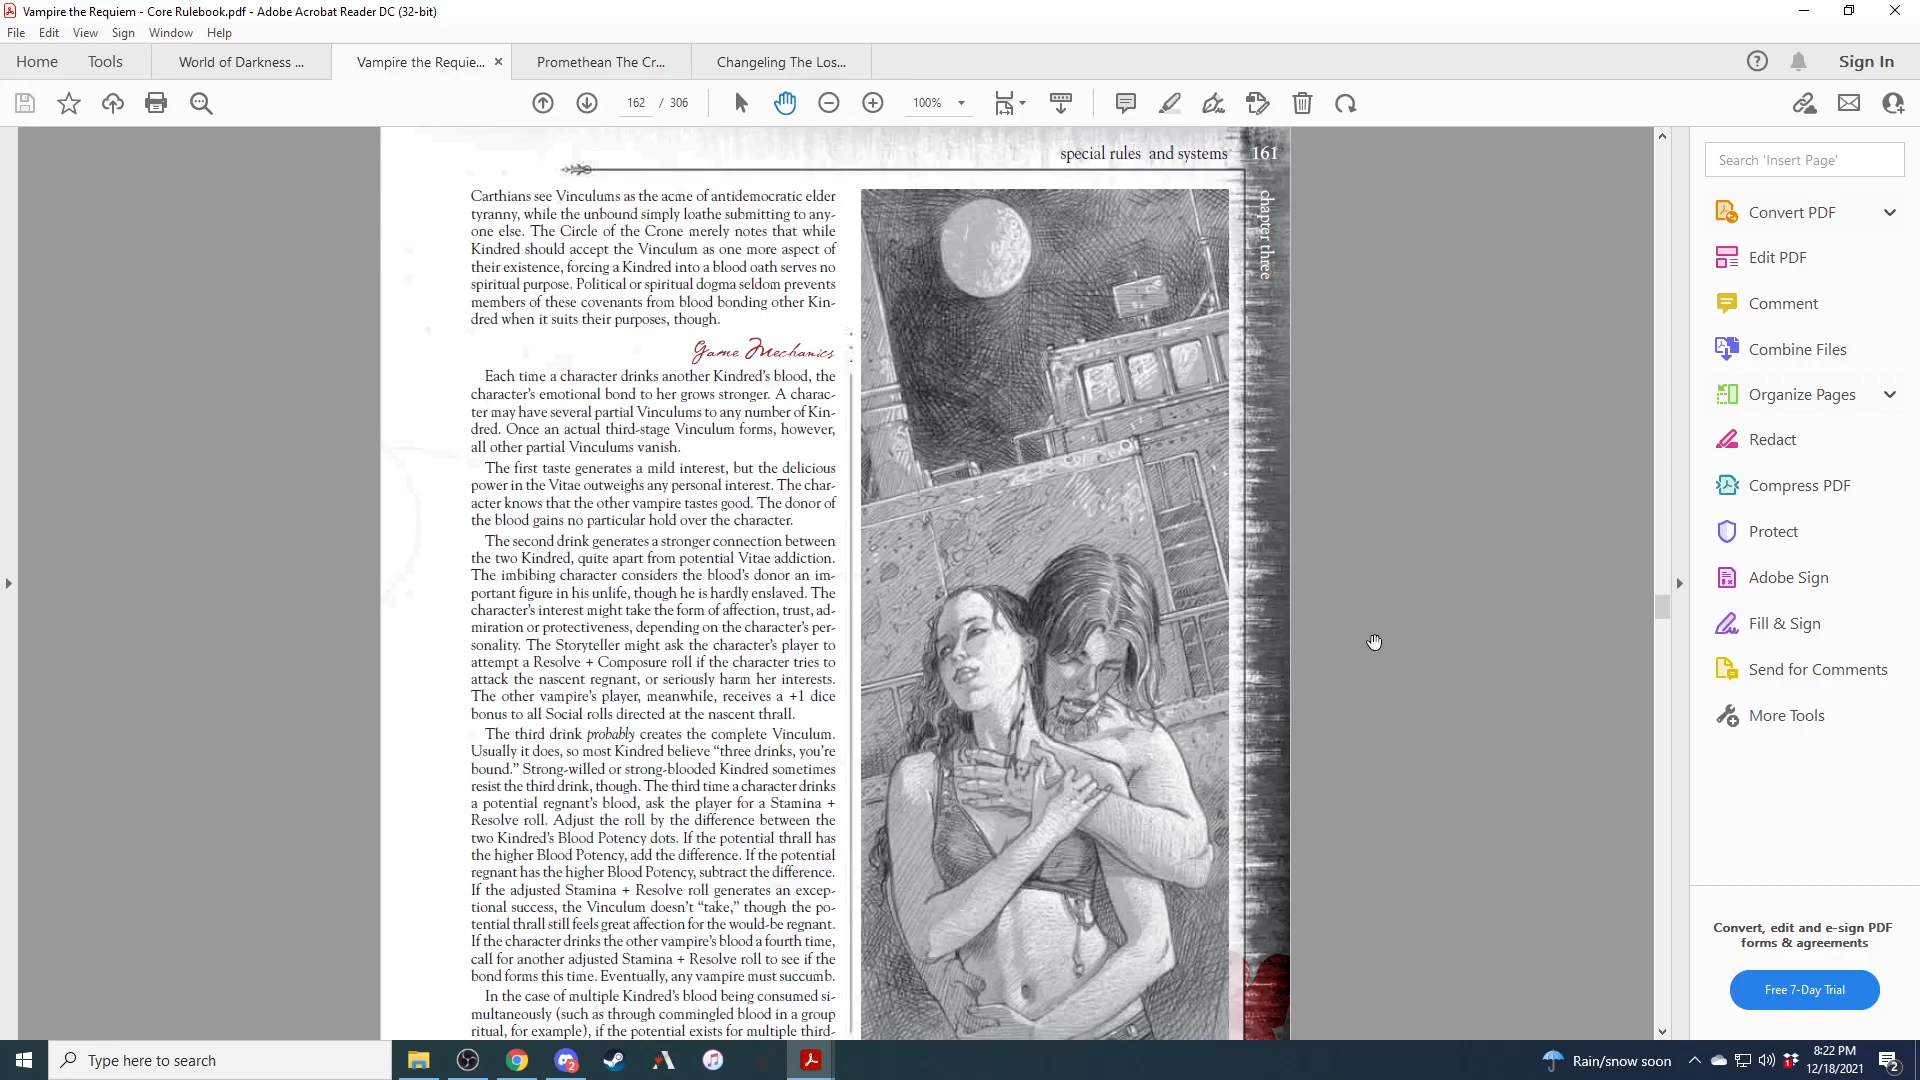 Vampire the Requiem - Core Rulebook.pdf - Adobe Acrobat Reader DC (32-bit)
File Edit View Sign Window Help
Home Tools World of Darkness ... Vampire the Requie... × Promethean The Cr... Changeling The Los... Sign In
162 / 306 100%
special rules and systems 161
chapter three
Carthians see Vinculums as the acme of antidemocratic elder
tyranny, while the unbound simply loathe submitting to any-
one else. The Circle of the Crone merely notes that while
Kindred should accept the Vinculum as one more aspect of
their existence, forcing a Kindred into a blood oath serves no
spiritual purpose. Political or spiritual dogma seldom prevents
members of these covenants from blood bonding other Kin-
dred when it suits their purposes, though.
Game Mechanics
Each time a character drinks another Kindred's blood, the
character's emotional bond to her grows stronger. A charac-
ter may have several partial Vinculums to any number of Kin-
dred. Once an actual third-stage Vinculum forms, however,
all other partial Vinculums vanish.
The first taste generates a mild interest, but the delicious
power in the Vitae outweighs any personal interest. The char-
acter knows that the other vampire tastes good. The donor of
the blood gains no particular hold over the character.
The second drink generates a stronger connection between
the two Kindred, quite apart from potential Vitae addiction.
The imbibing character considers the blood's donor an im-
portant figure in his unlife, though he is hardly enslaved. The
character's interest might take the form of affection, trust, ad-
miration or protectiveness, depending on the character's per-
sonality. The Storyteller might ask the character's player to
attempt a Resolve + Composure roll if the character tries to
attack the nascent regnant, or seriously harm her interests.
The other vampire's player, meanwhile, receives a +1 dice
bonus to all Social rolls directed at the nascent thrall.
The third drink probably creates the complete Vinculum.
Usually it does, so most Kindred believe "three drinks, you're
bound." Strong-willed or strong-blooded Kindred sometimes
resist the third drink, though. The third time a character drinks
a potential regnant's blood, ask the player for a Stamina +
Resolve roll. Adjust the roll by the difference between the
two Kindred's Blood Potency dots. If the potential thrall has
the higher Blood Potency, add the difference. If the potential
regnant has the higher Blood Potency, subtract the difference.
If the adjusted Stamina + Resolve roll generates an excep-
tional success, the Vinculum doesn't "take," though the po-
tential thrall still feels great affection for the would-be regnant.
If the character drinks the other vampire's blood a fourth time,
call for another adjusted Stamina + Resolve roll to see if the
bond forms this time. Eventually, any vampire must succumb.
In the case of multiple Kindred's blood being consumed si-
multaneously (such as through commingled blood in a group
ritual, for example), if the potential exists for multiple third-
Search 'Insert Page'
Convert PDF
Edit PDF
Comment
Combine Files
Organize Pages
Redact
Compress PDF
Protect
Adobe Sign
Fill & Sign
Send for Comments
More Tools
Convert, edit and e-sign PDF
forms & agreements
Free 7-Day Trial
Type here to search
2
Rain/snow soon
1
8:22 PM
12/18/2021
2